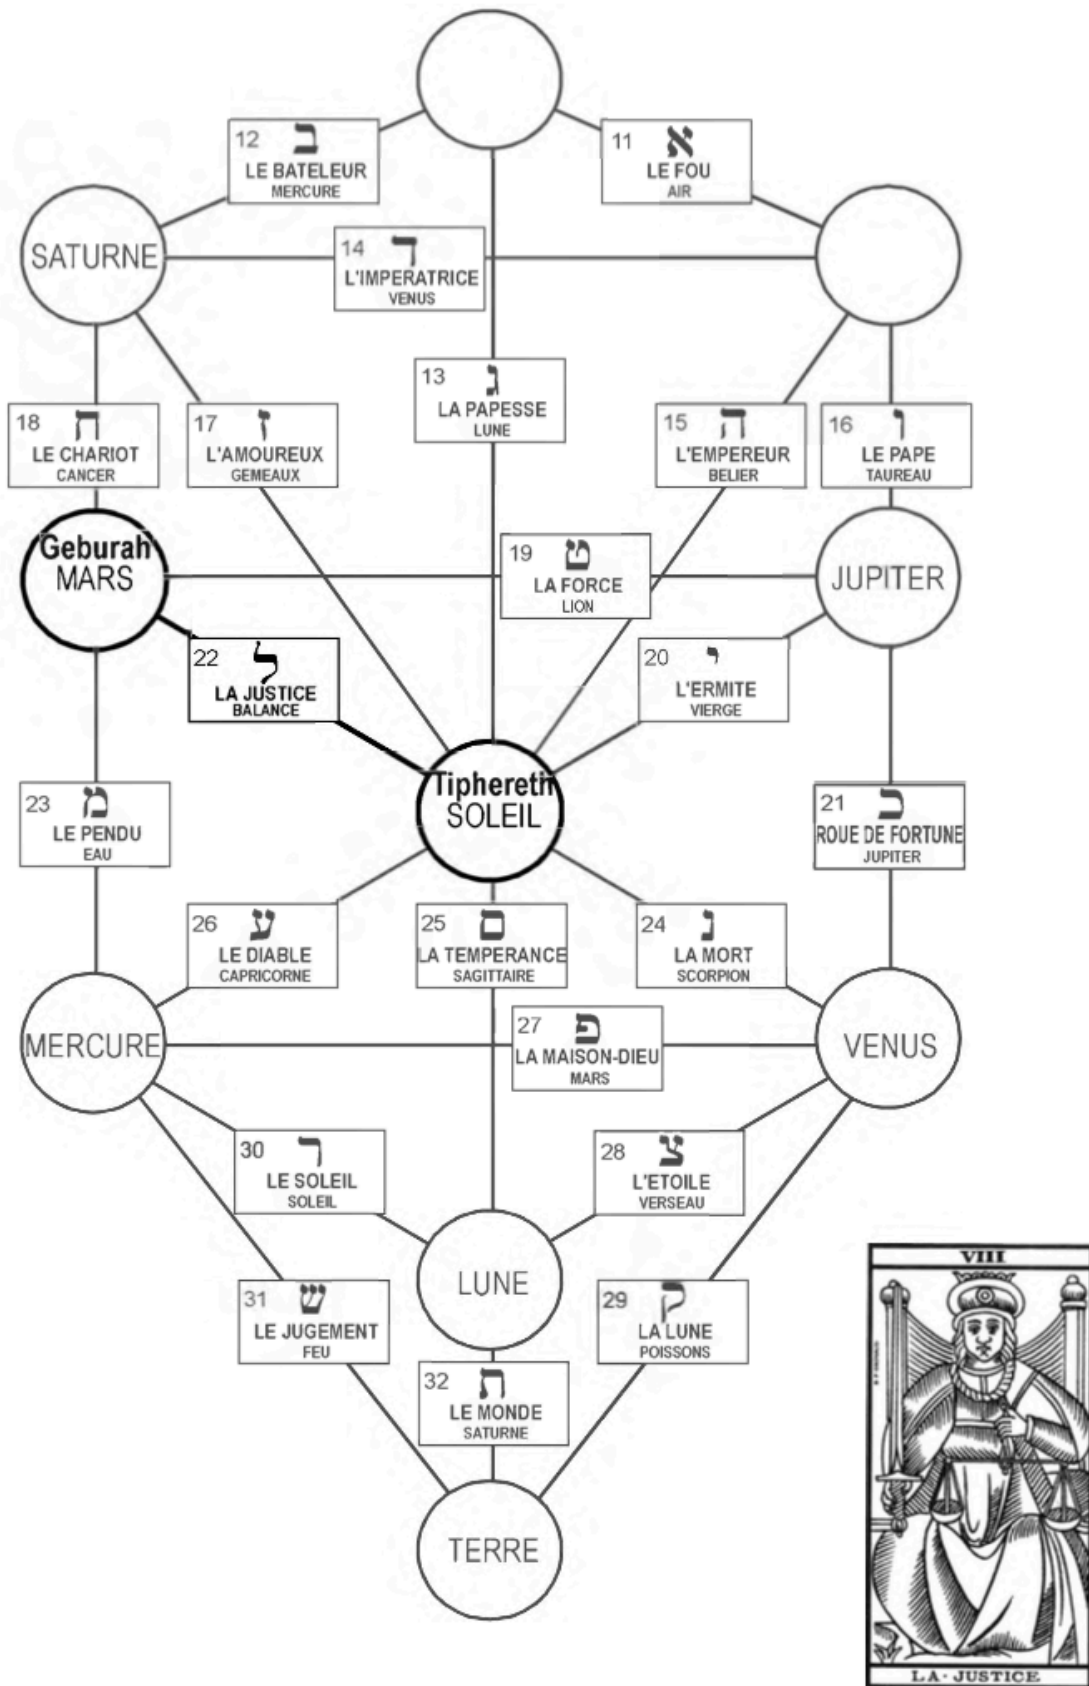 12
ב
LE BATELEUR
MERCURE
11
א
LE FOU
AIR
SATURNE
14
ד
L'IMPERATRICE
VENUS
13
ג
LA PAPESSE
LUNE
18
ח
LE CHARIOT
CANCER
17
ז
L'AMOUREUX
GEMEAUX
15
ה
L'EMPEREUR
BELIER
16
ו
LE PAPE
TAUREAU
Geburah
MARS
19
ט
LA FORCE
LION
JUPITER
22
ל
LA JUSTICE
BALANCE
20
י
L'ERMITE
VIERGE
Tiphereth
SOLEIL
23
מ
LE PENDU
EAU
21
כ
ROUE DE FORTUNE
JUPITER
26
ע
LE DIABLE
CAPRICORNE
25
ם
LA TEMPERANCE
SAGITTAIRE
24
נ
LA MORT
SCORPION
MERCURE
27
פ
LA MAISON-DIEU
MARS
VENUS
30
ר
LE SOLEIL
SOLEIL
28
צ
L'ETOILE
VERSEAU
LUNE
31
ש
LE JUGEMENT
FEU
29
ק
LA LUNE
POISSONS
32
ת
LE MONDE
SATURNE
TERRE
VIII
LA·JUSTICE